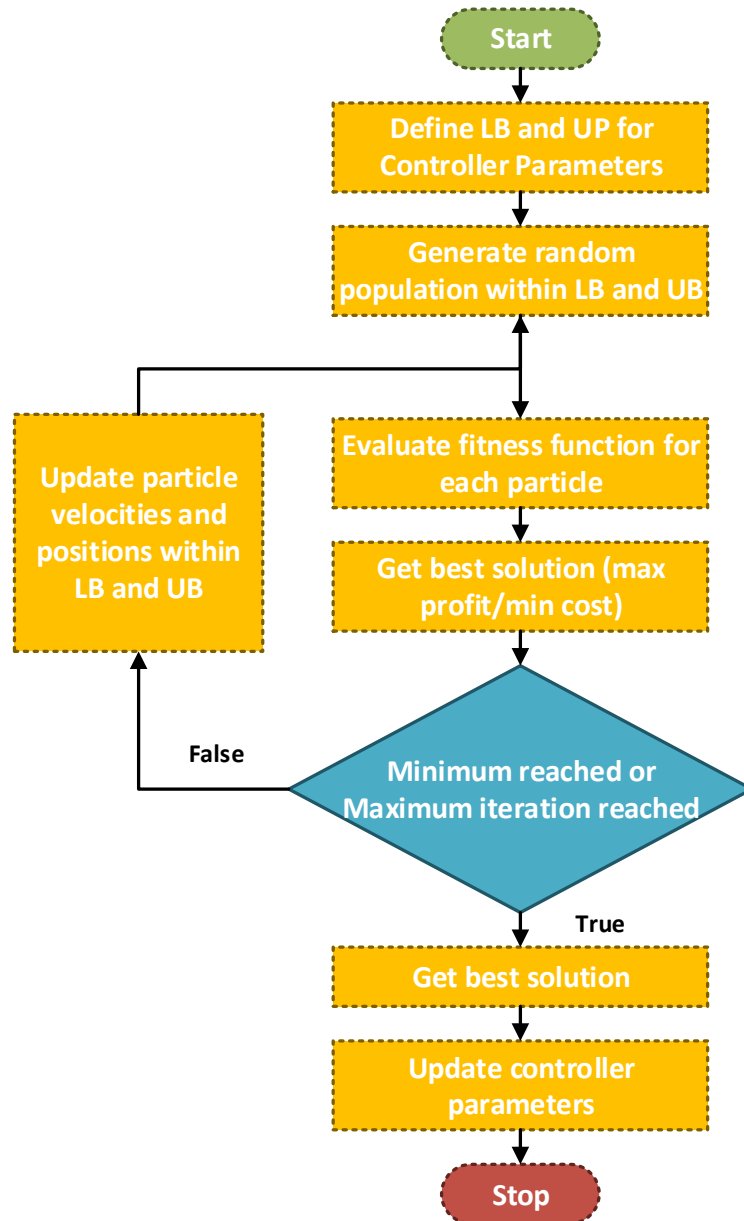 Start
Define LB and UP for
Controller Parameters
Generate random
population within LB and UB
Evaluate fitness function for
each particle
Update particle
velocities and
positions within
LB and UB
Get best solution (max
profit/min cost)
False
Minimum reached or
Maximum iteration reached
True
Get best solution
Update controller
parameters
Stop